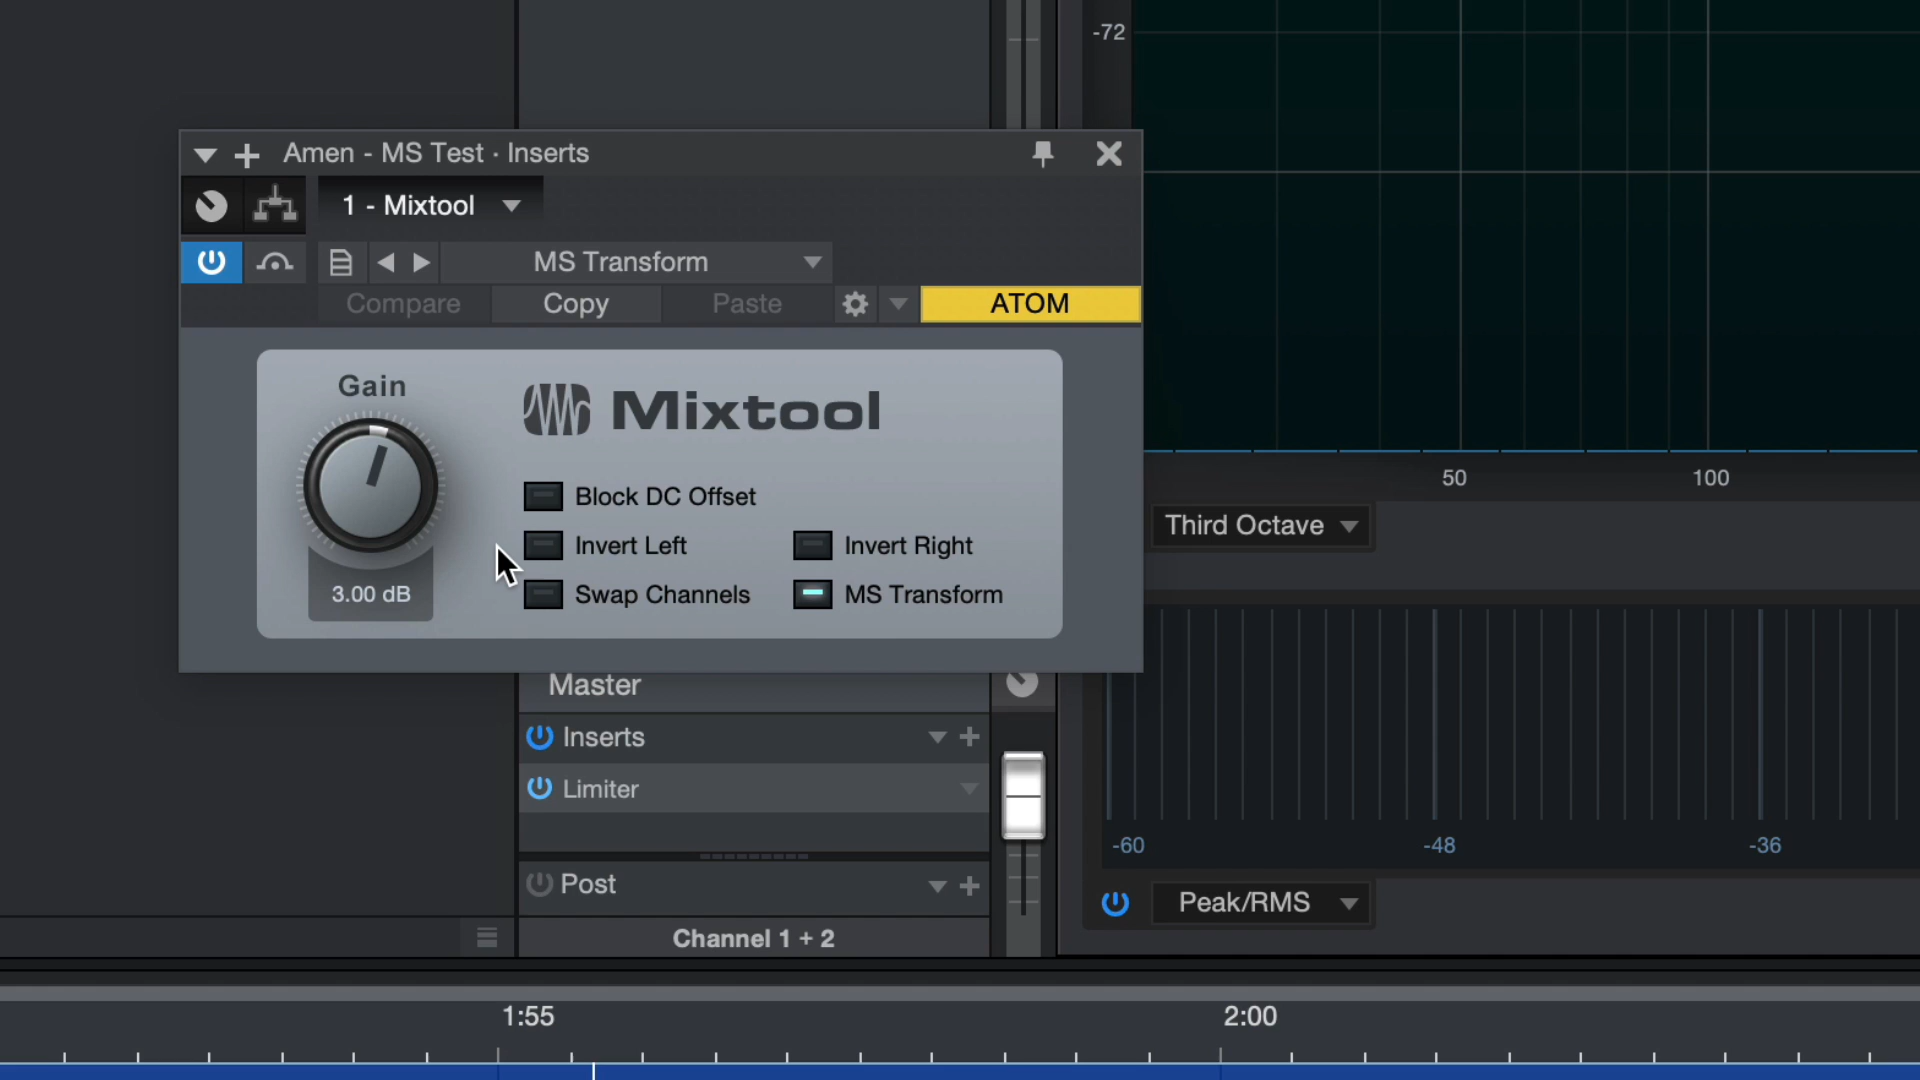 -72
Amen - MS Test · Inserts
1 - Mixtool
MS Transform
Compare
Copy
Paste
ATOM
Gain
Mixtool
Block DC Offset
Invert Left
Invert Right
3.00 dB
Swap Channels
MS Transform
50
100
Third Octave
Master
Inserts
Limiter
-60
-48
-36
Post
Peak/RMS
Channel 1 + 2
1:55
2:00